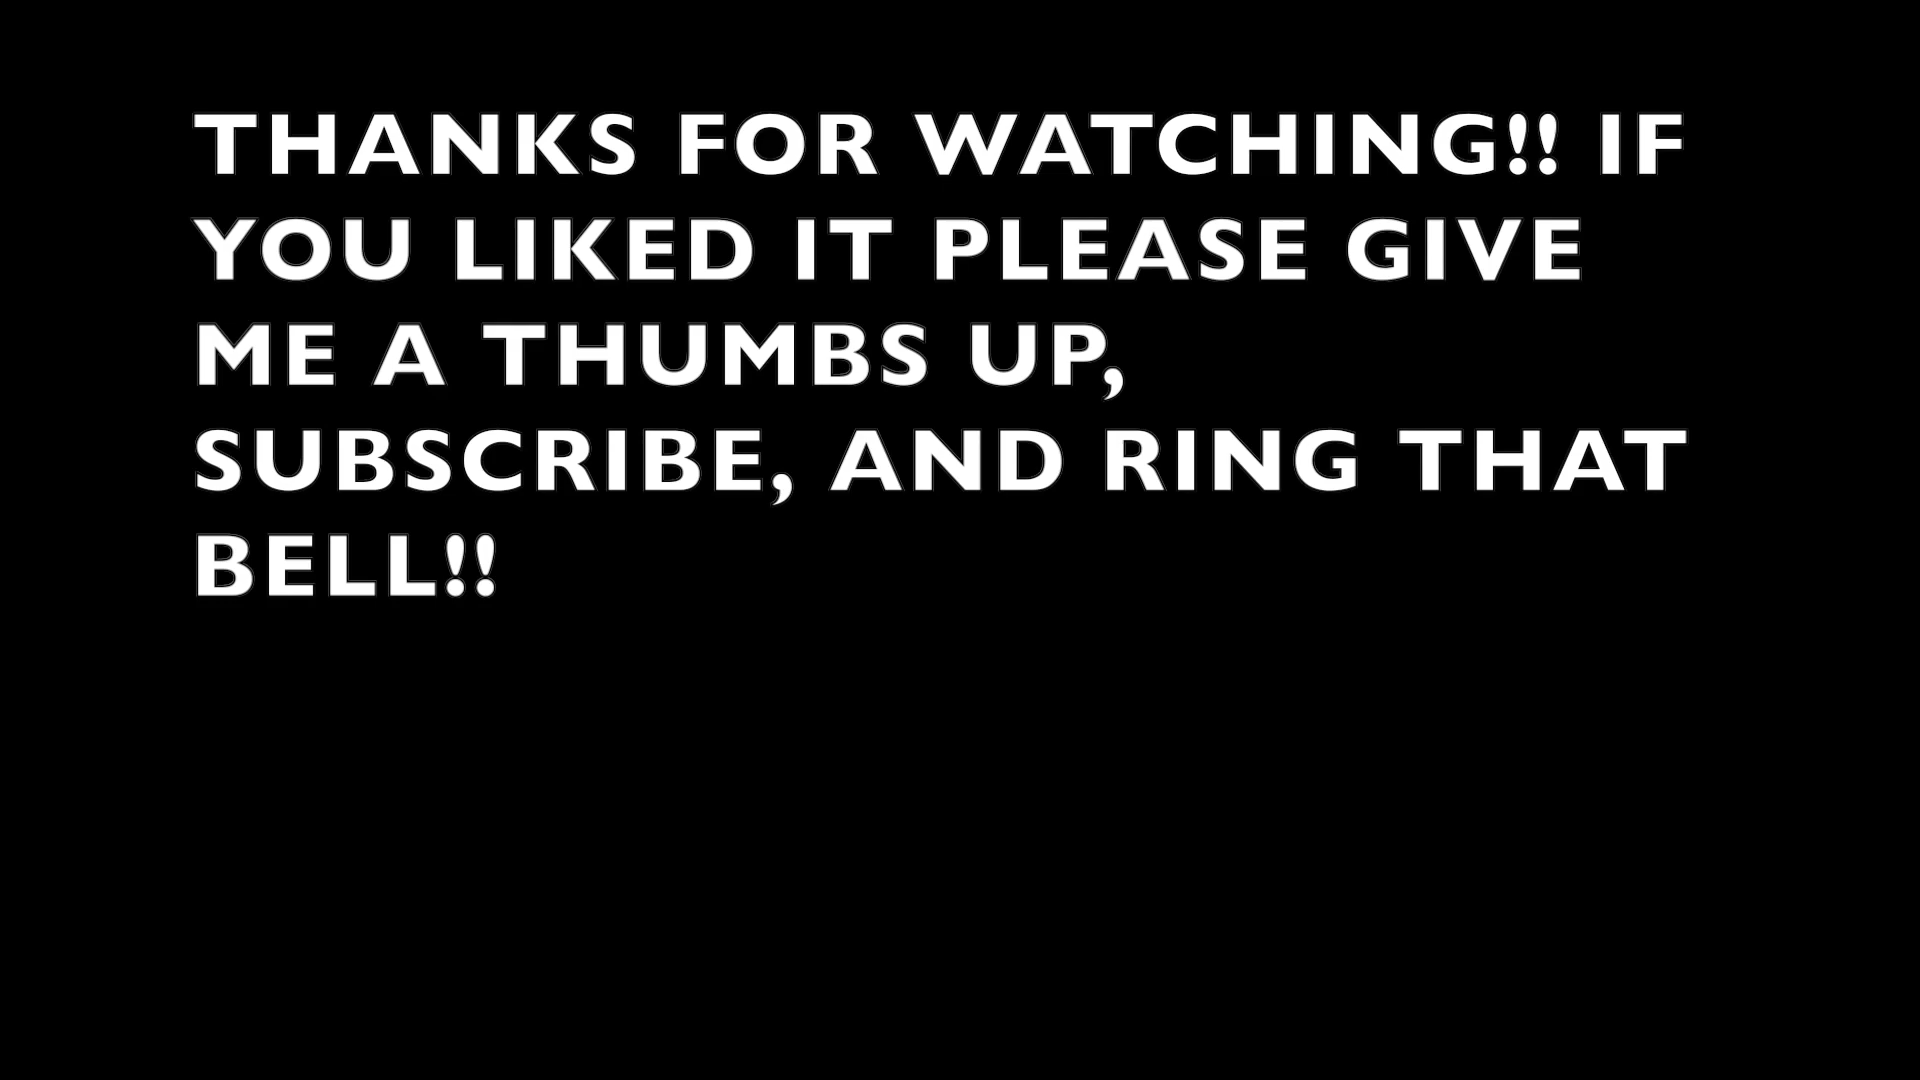 THANKS FOR WATCHING!! IF
YOU LIKED IT PLEASE GIVE
ME A THUMBS UP,
SUBSCRIBE, AND RING THAT
BELL!!